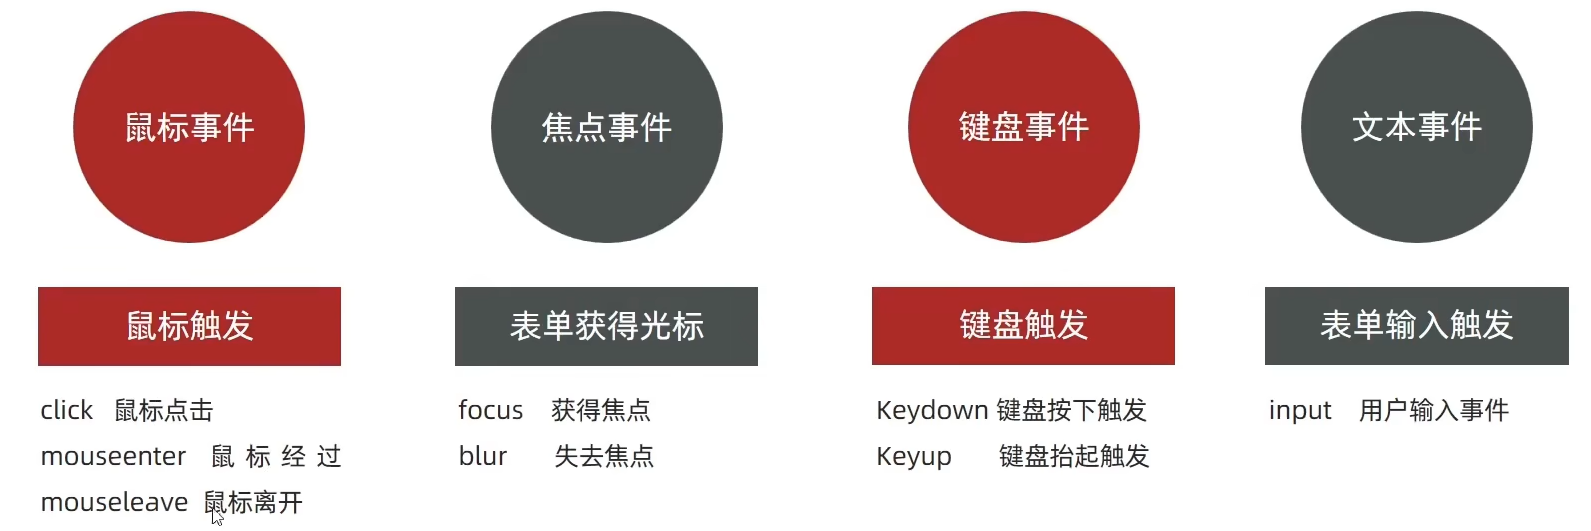 鼠标事件
焦点事件
键盘事件
文本事件
鼠标触发
表单获得光标
键盘触发
表单输入触发
click 鼠标点击
mouseenter 鼠标经过
mouseleave 鼠标离开
focus 获得焦点
blur 失去焦点
Keydown 键盘按下触发
Keyup 键盘抬起触发
input 用户输入事件